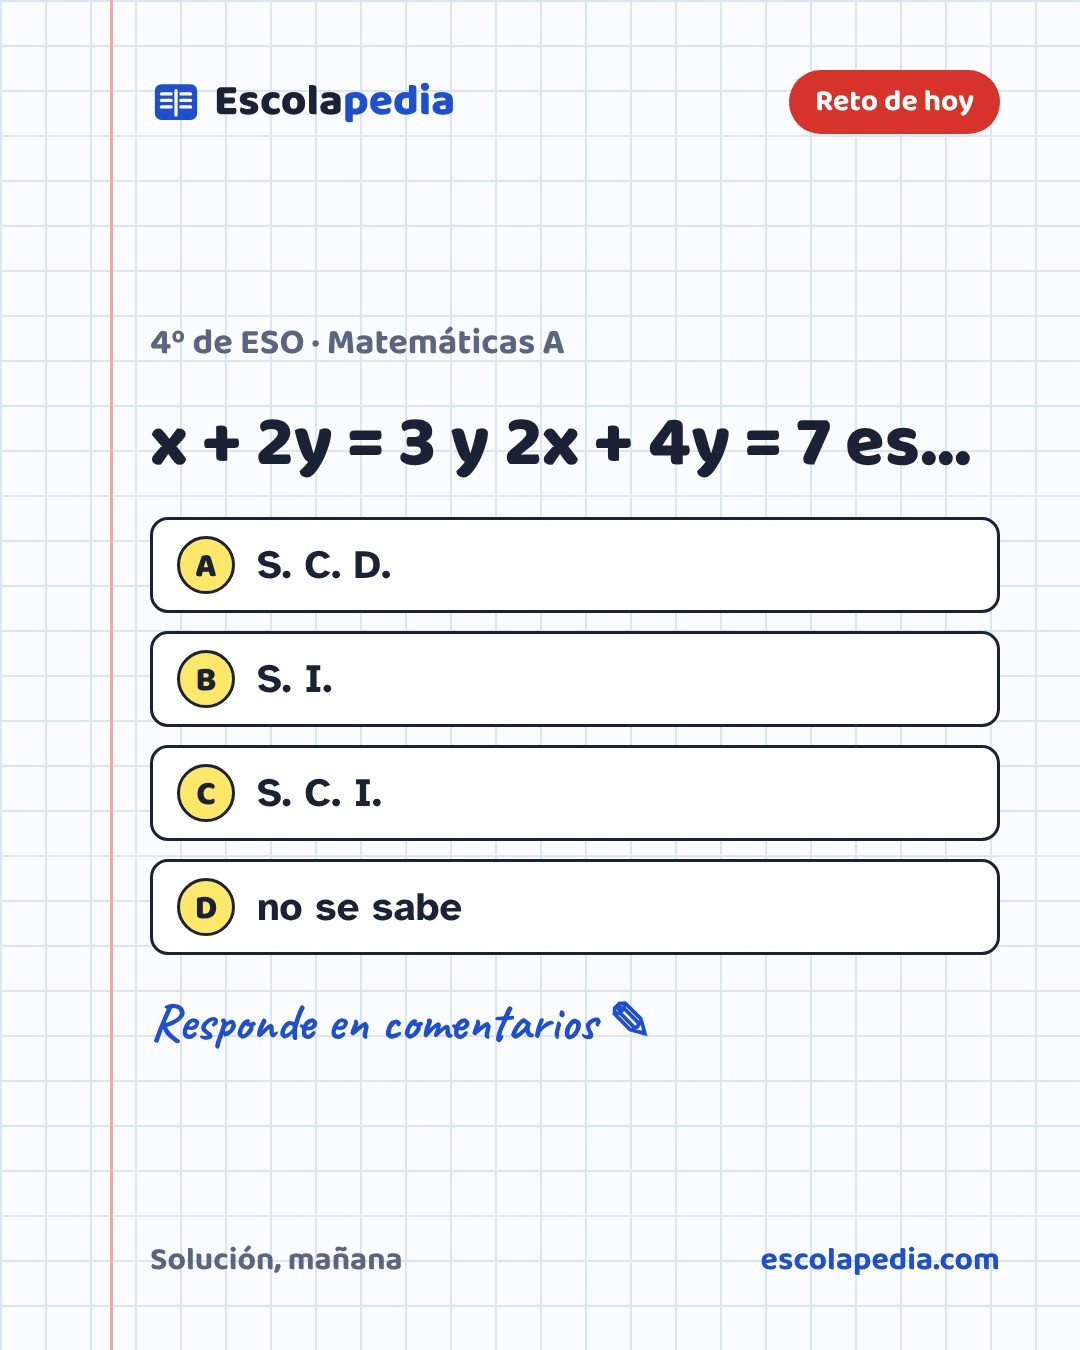 Escolapedia
Reto de hoy
4º de ESO · Matemáticas A
x + 2y = 3 y 2x + 4y = 7 es...
A S. C. D.
B S. I.
C S. C. I.
D no se sabe
Responde en comentarios ✎
Solución, mañana
escolapedia.com